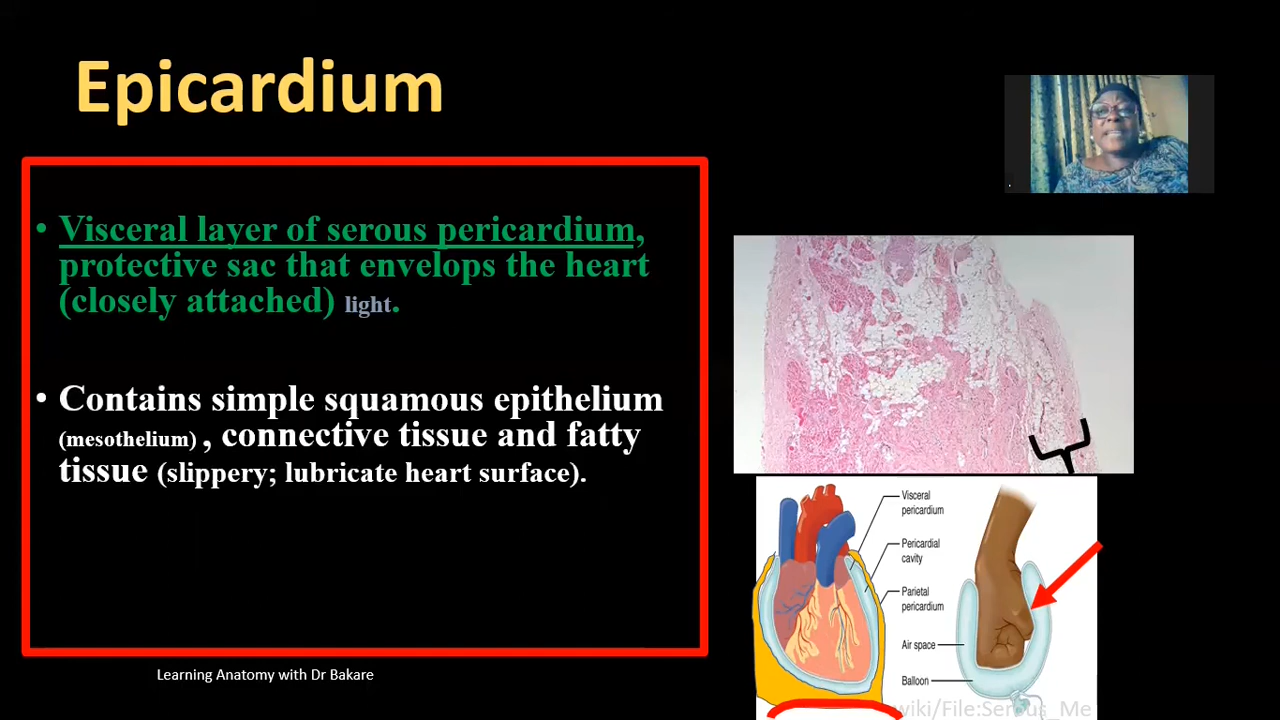 Epicardium
• Visceral layer of serous pericardium,
protective sac that envelops the heart
(closely attached) light.
• Contains simple squamous epithelium
(mesothelium) , connective tissue and fatty
tissue (slippery; lubricate heart surface).
Learning Anatomy with Dr Bakare
Visceral
pericardium
Pericardial
cavity
Parietal
pericardium
Air space
Balloon
wiki/File:Serous_Me